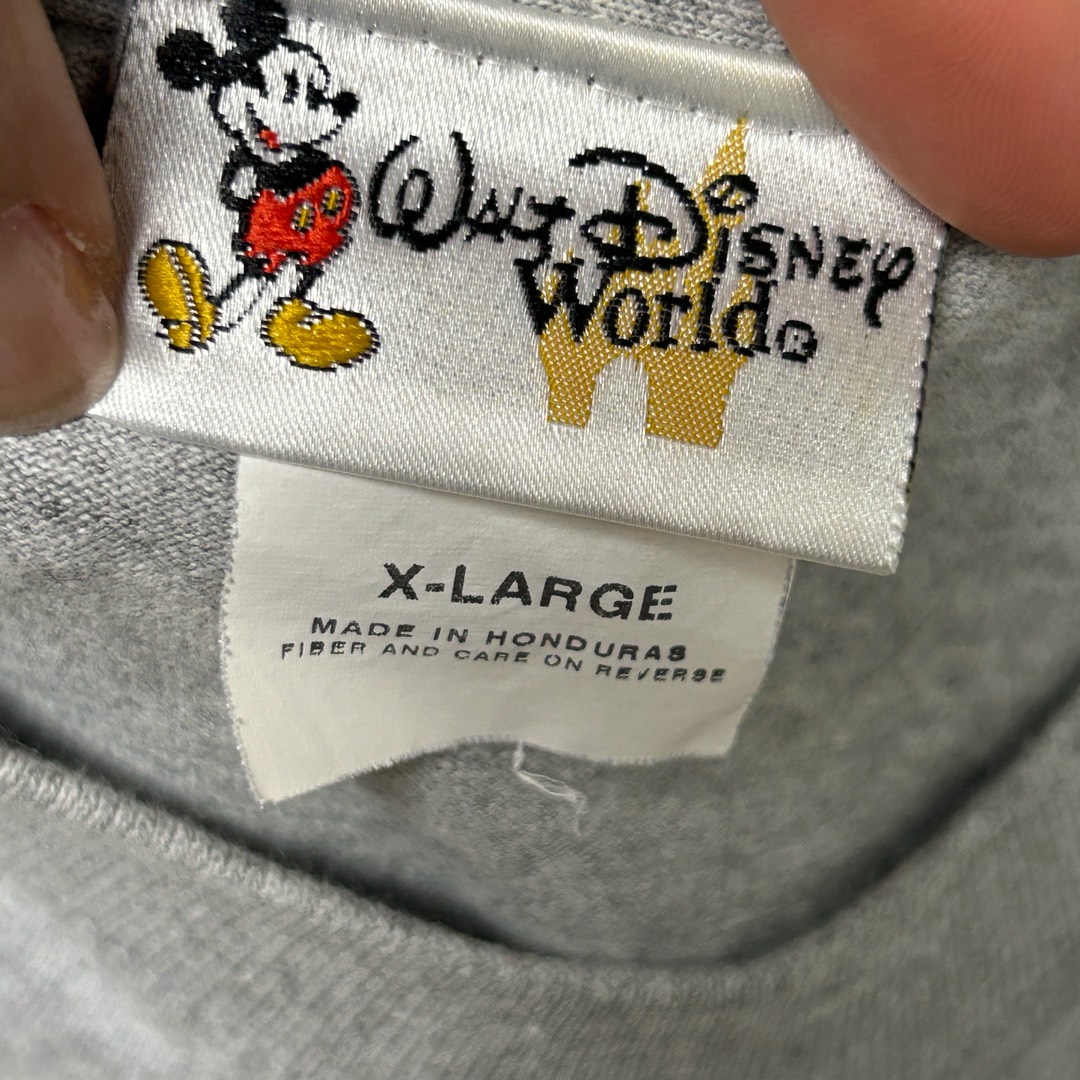 Walt Disney
World®
X-LARGE
MADE IN HONDURAS
FIBER AND CARE ON REVERSE